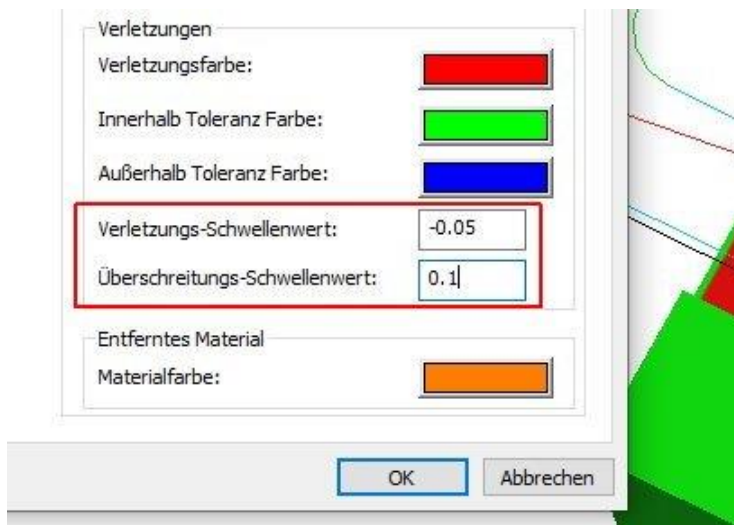 Verletzungen
Verletzungsfarbe:
Innerhalb Toleranz Farbe:
Außerhalb Toleranz Farbe:
Verletzungs-Schwellenwert: -0.05
Überschreitungs-Schwellenwert: 0.1
Entferntes Material
Materialfarbe:
OK Abbrechen